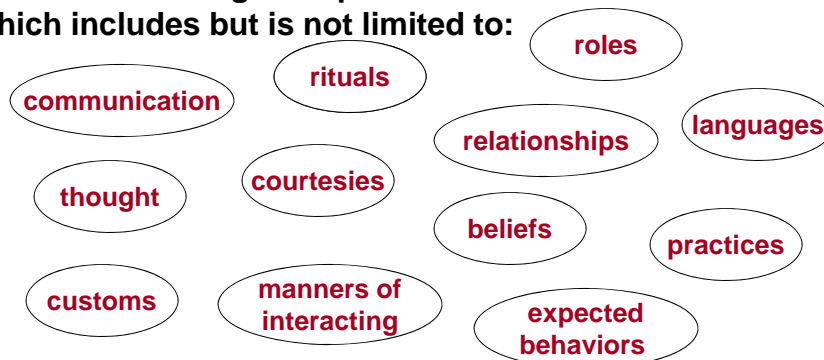 which includes but is not limited to:
roles
rituals
communication
languages
relationships
courtesies
thought
beliefs
practices
customs
manners of
interacting
expected
behaviors